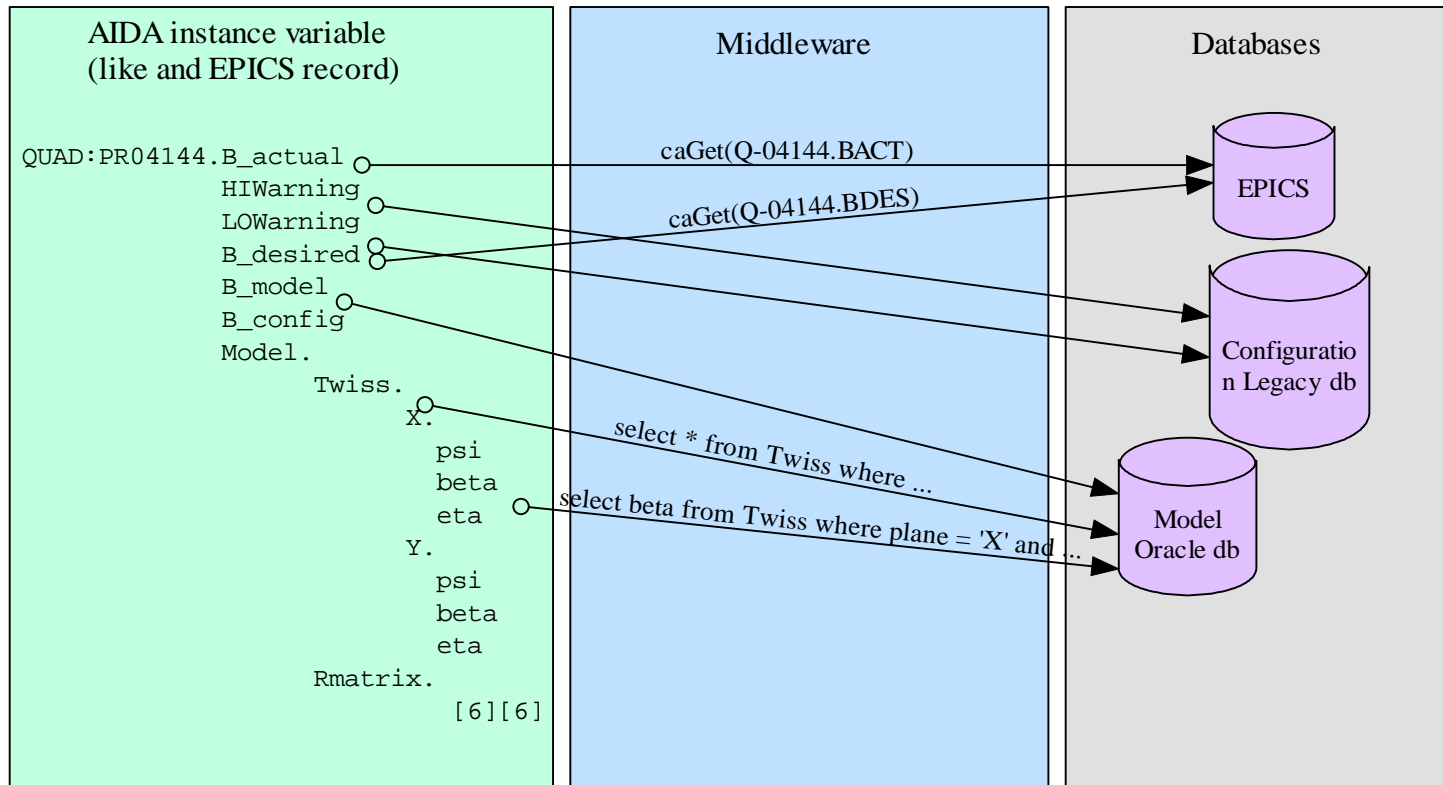 AIDA instance variable
(like and EPICS record)
QUAD:PR04144.B_actual
HIWarning
LOWarning
B_desired
B_model
B_config
Model.
Twiss.
X.
psi
beta
eta
Y.
psi
beta
eta
Rmatrix.
[6][6]
Middleware
caGet(Q-04144.BACT)
caGet(Q-04144.BDES)
select * from Twiss where ...
select beta from Twiss where plane = 'X' and ...
Databases
EPICS
Configuratio
n Legacy db
Model
Oracle db